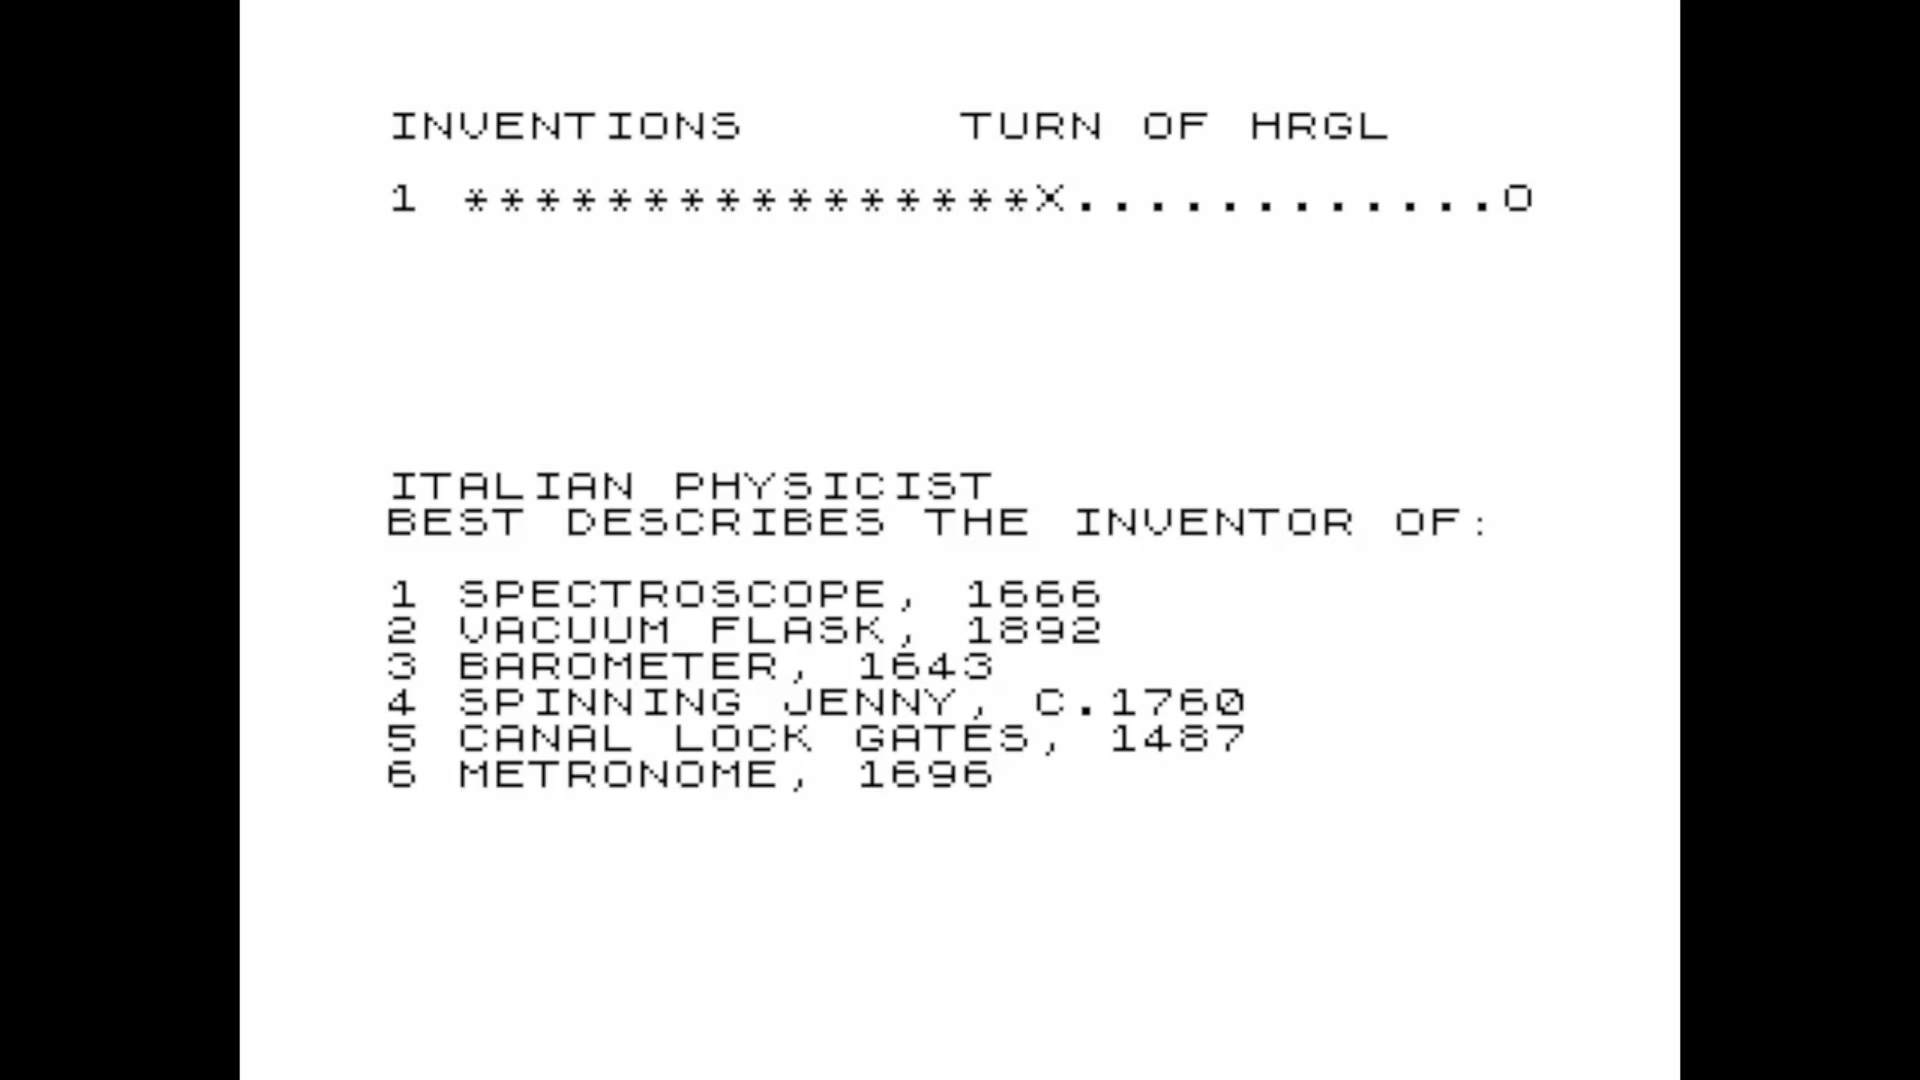 INVENTIONS TURN OF HRGL
1 ****************X............O
ITALIAN PHYSICIST
BEST DESCRIBES THE INVENTOR OF:
1 SPECTROSCOPE, 1666
2 VACUUM FLASK, 1892
3 BAROMETER, 1643
4 SPINNING JENNY, C.1760
5 CANAL LOCK GATES, 1487
6 METRONOME, 1696